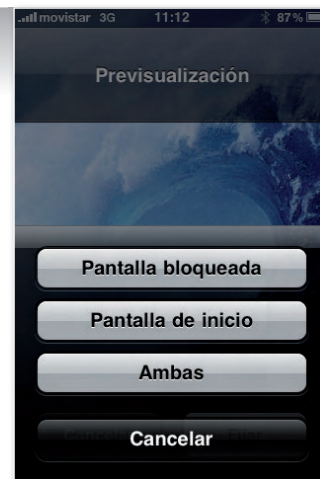 movistar 3G 11:12 87%
Previsualización
Pantalla bloqueada
Pantalla de inicio
Ambas
Cancelar